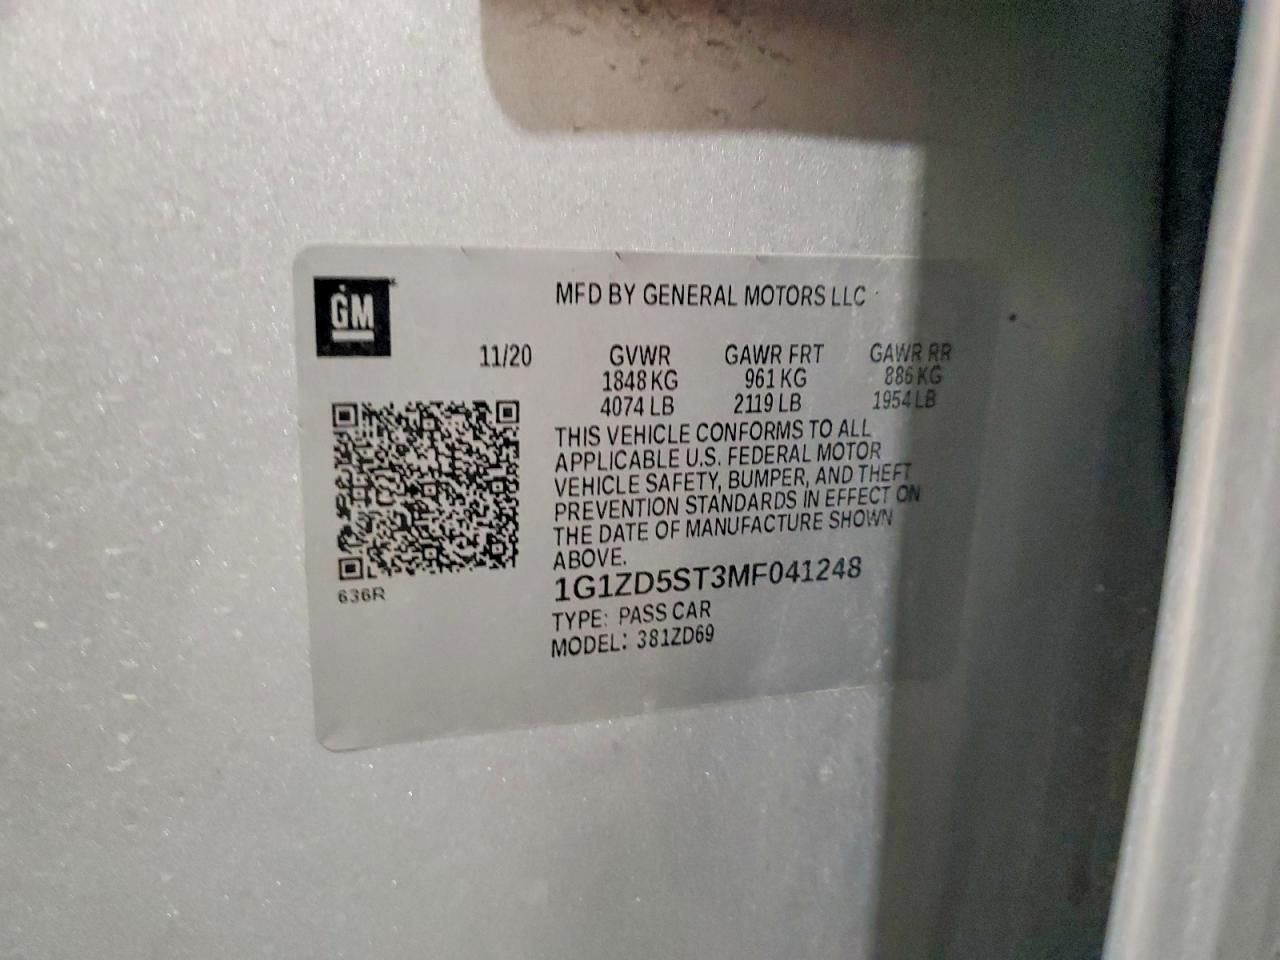 GM
MFD BY GENERAL MOTORS LLC
11/20 GVWR GAWR FRT GAWR RR
1848 KG 961 KG 886 KG
4074 LB 2119 LB 1954 LB
THIS VEHICLE CONFORMS TO ALL
APPLICABLE U.S. FEDERAL MOTOR
VEHICLE SAFETY, BUMPER, AND THEFT
PREVENTION STANDARDS IN EFFECT ON
THE DATE OF MANUFACTURE SHOWN
ABOVE.
1G1ZD5ST3MF041248
636R
TYPE: PASS CAR
MODEL: 381ZD69